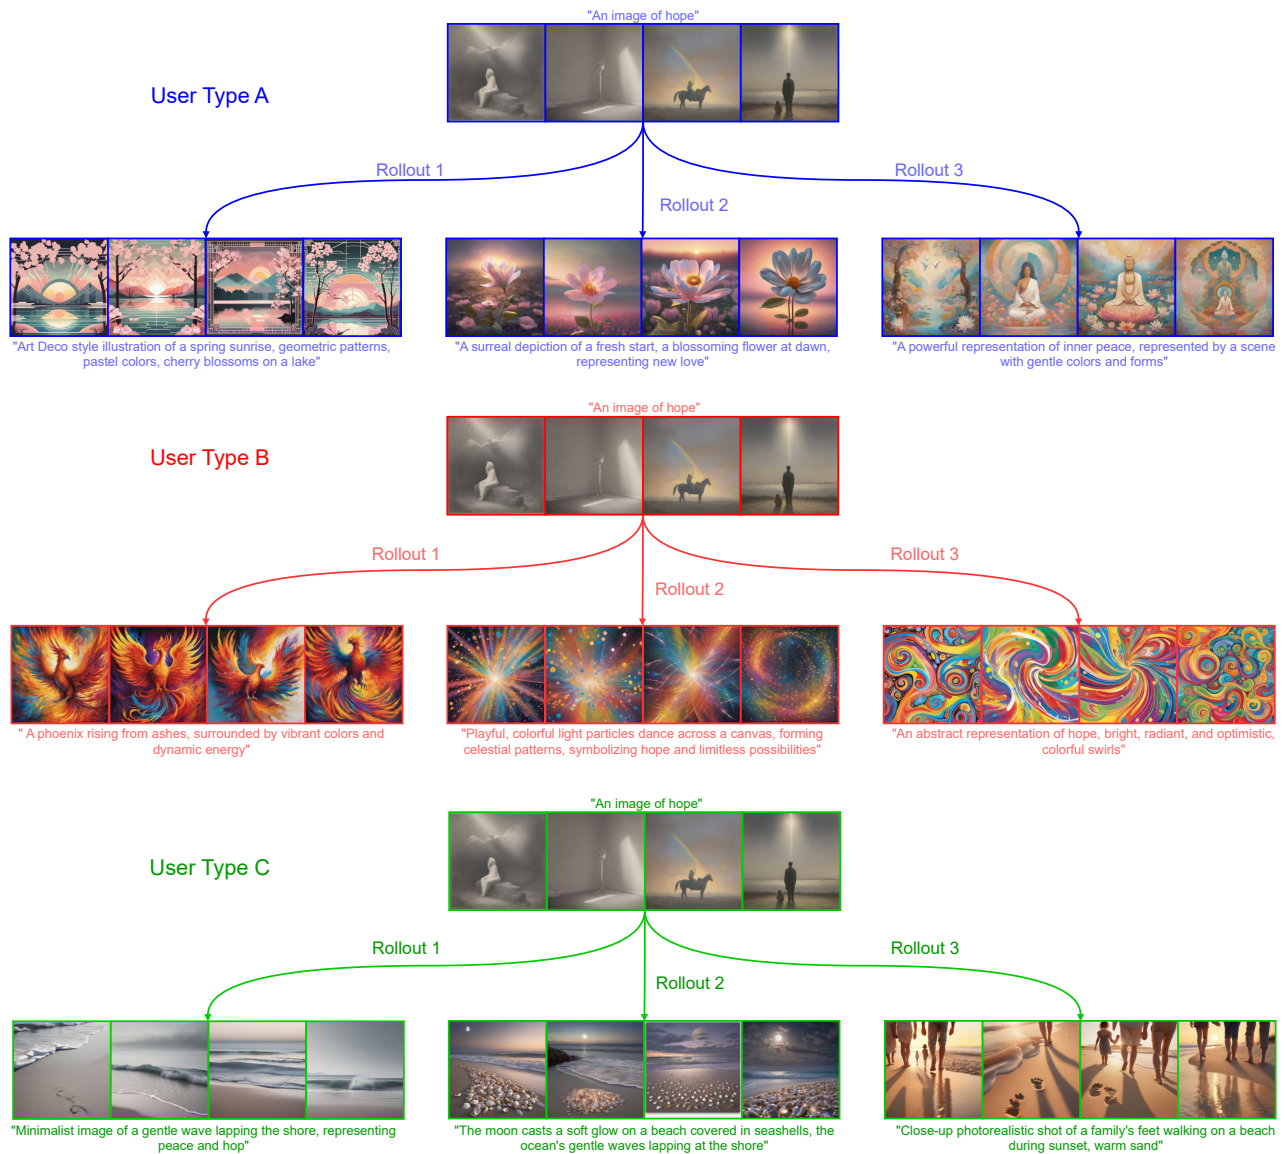 "An image of hope"
User Type A
Rollout 1
Rollout 2
Rollout 3
"Art Deco style illustration of a spring sunrise, geometric patterns,
pastel colors, cherry blossoms on a lake"
"A surreal depiction of a fresh start, a blossoming flower at dawn,
representing new love"
"A powerful representation of inner peace, represented by a scene
with gentle colors and forms"
"An image of hope"
User Type B
Rollout 1
Rollout 2
Rollout 3
" A phoenix rising from ashes, surrounded by vibrant colors and
dynamic energy"
"Playful, colorful light particles dance across a canvas, forming
celestial patterns, symbolizing hope and limitless possibilities"
"An abstract representation of hope, bright, radiant, and optimistic,
colorful swirls"
"An image of hope"
User Type C
Rollout 1
Rollout 2
Rollout 3
"Minimalist image of a gentle wave lapping the shore, representing
peace and hop"
"The moon casts a soft glow on a beach covered in seashells, the
ocean's gentle waves lapping at the shore"
"Close-up photorealistic shot of a family's feet walking on a beach
during sunset, warm sand"